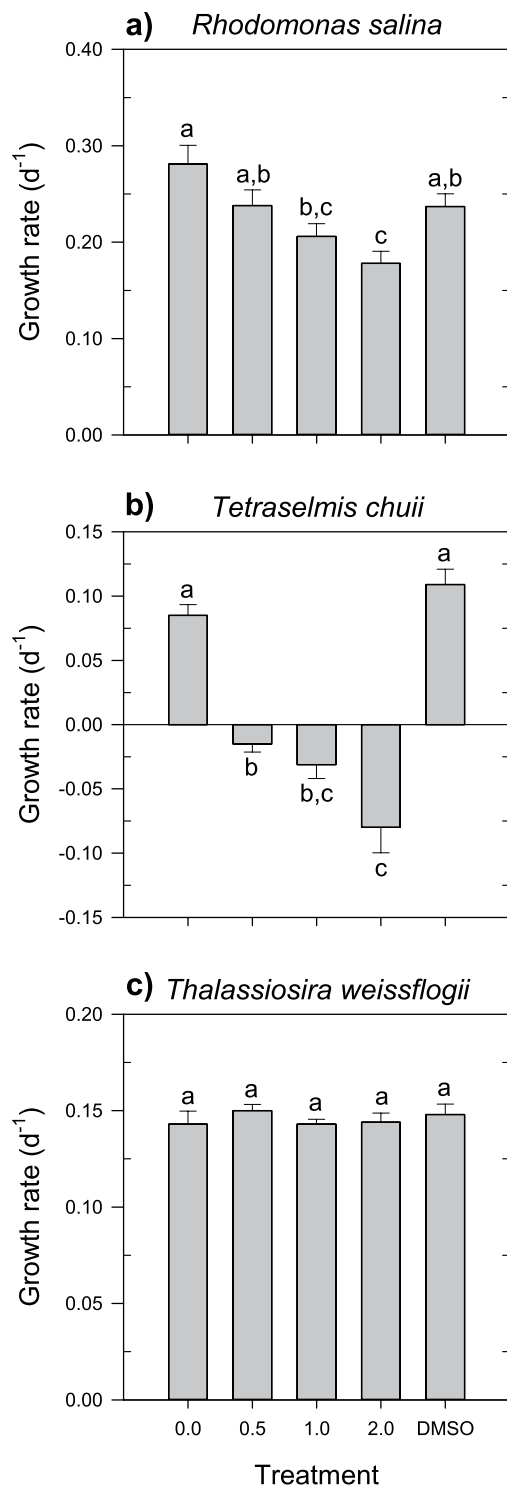 a) Rhodomonas salina
0.40
0.30
0.20
0.10
0.00
Growth rate (d-1)
a
a,b
b,c
c
a,b
b) Tetraselmis chuii
0.15
0.10
0.05
0.00
-0.05
-0.10
-0.15
Growth rate (d-1)
a
b
b,c
c
a
c) Thalassiosira weissflogii
0.20
0.15
0.10
0.05
0.00
Growth rate (d-1)
a
a
a
a
a
0.0 0.5 1.0 2.0 DMSO
Treatment